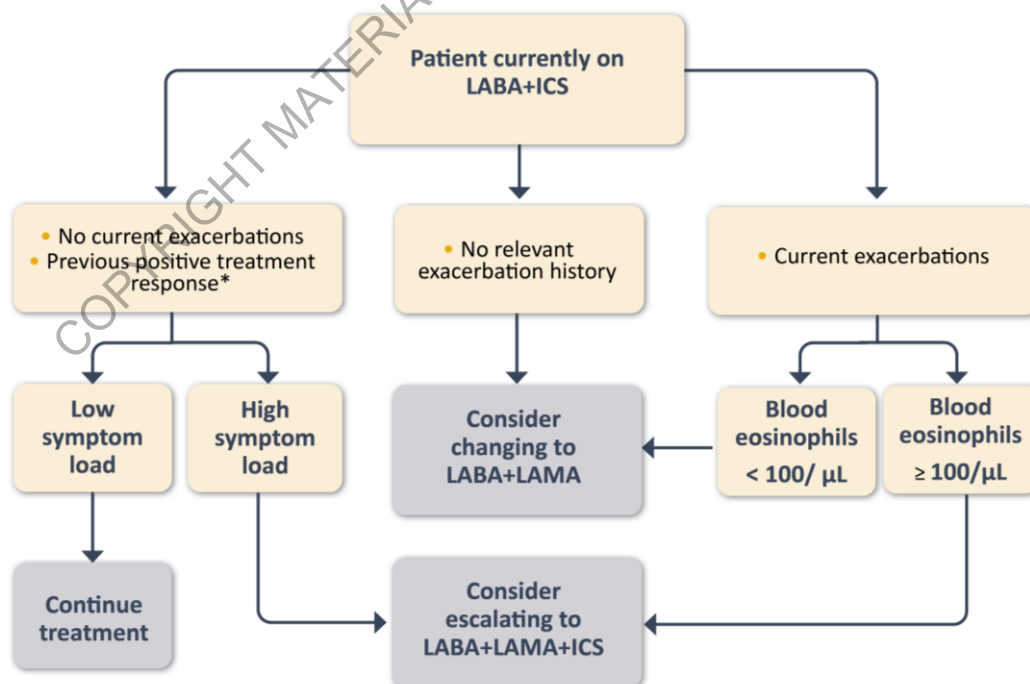 COPYRIGHT MATERIA
Patient currently on
LABA+ICS
• No current exacerbations
• Previous positive treatment
response*
• No relevant
exacerbation history
• Current exacerbations
Low
symptom
load
High
symptom
load
Consider
changing to
LABA+LAMA
Blood
eosinophils
< 100/ μL
Blood
eosinophils
≥ 100/μL
Continue
treatment
Consider
escalating to
LABA+LAMA+ICS